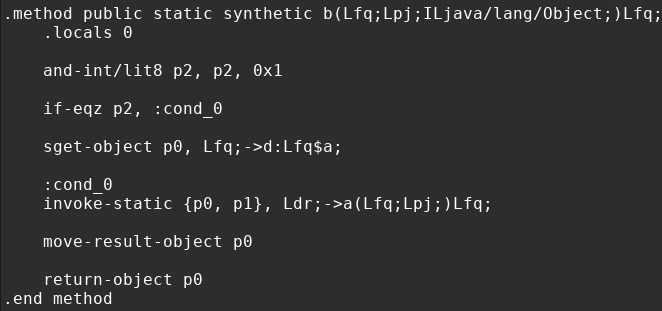 .method public static synthetic b(Lfq;Lpj;ILjava/lang/Object;)Lfq;
.locals 0
and-int/lit8 p2, p2, 0x1
if-eqz p2, :cond_0
sget-object p0, Lfq;->d:Lfq$a;
:cond_0
invoke-static {p0, p1}, Ldr;->a(Lfq;Lpj;)Lfq;
move-result-object p0
return-object p0
.end method